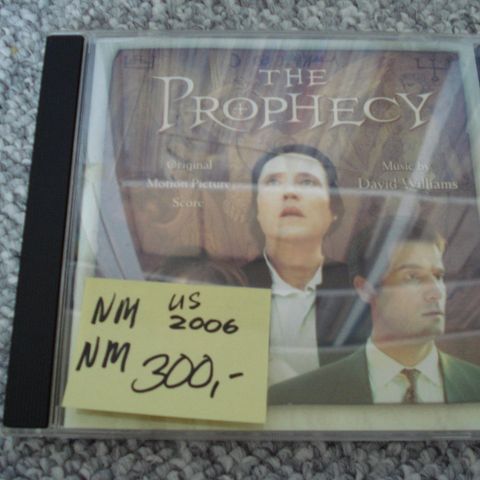 THE
PROPHECY
Original
Motion Picture
Score
Music by
David Williams
NM US
2006
NM 300,-